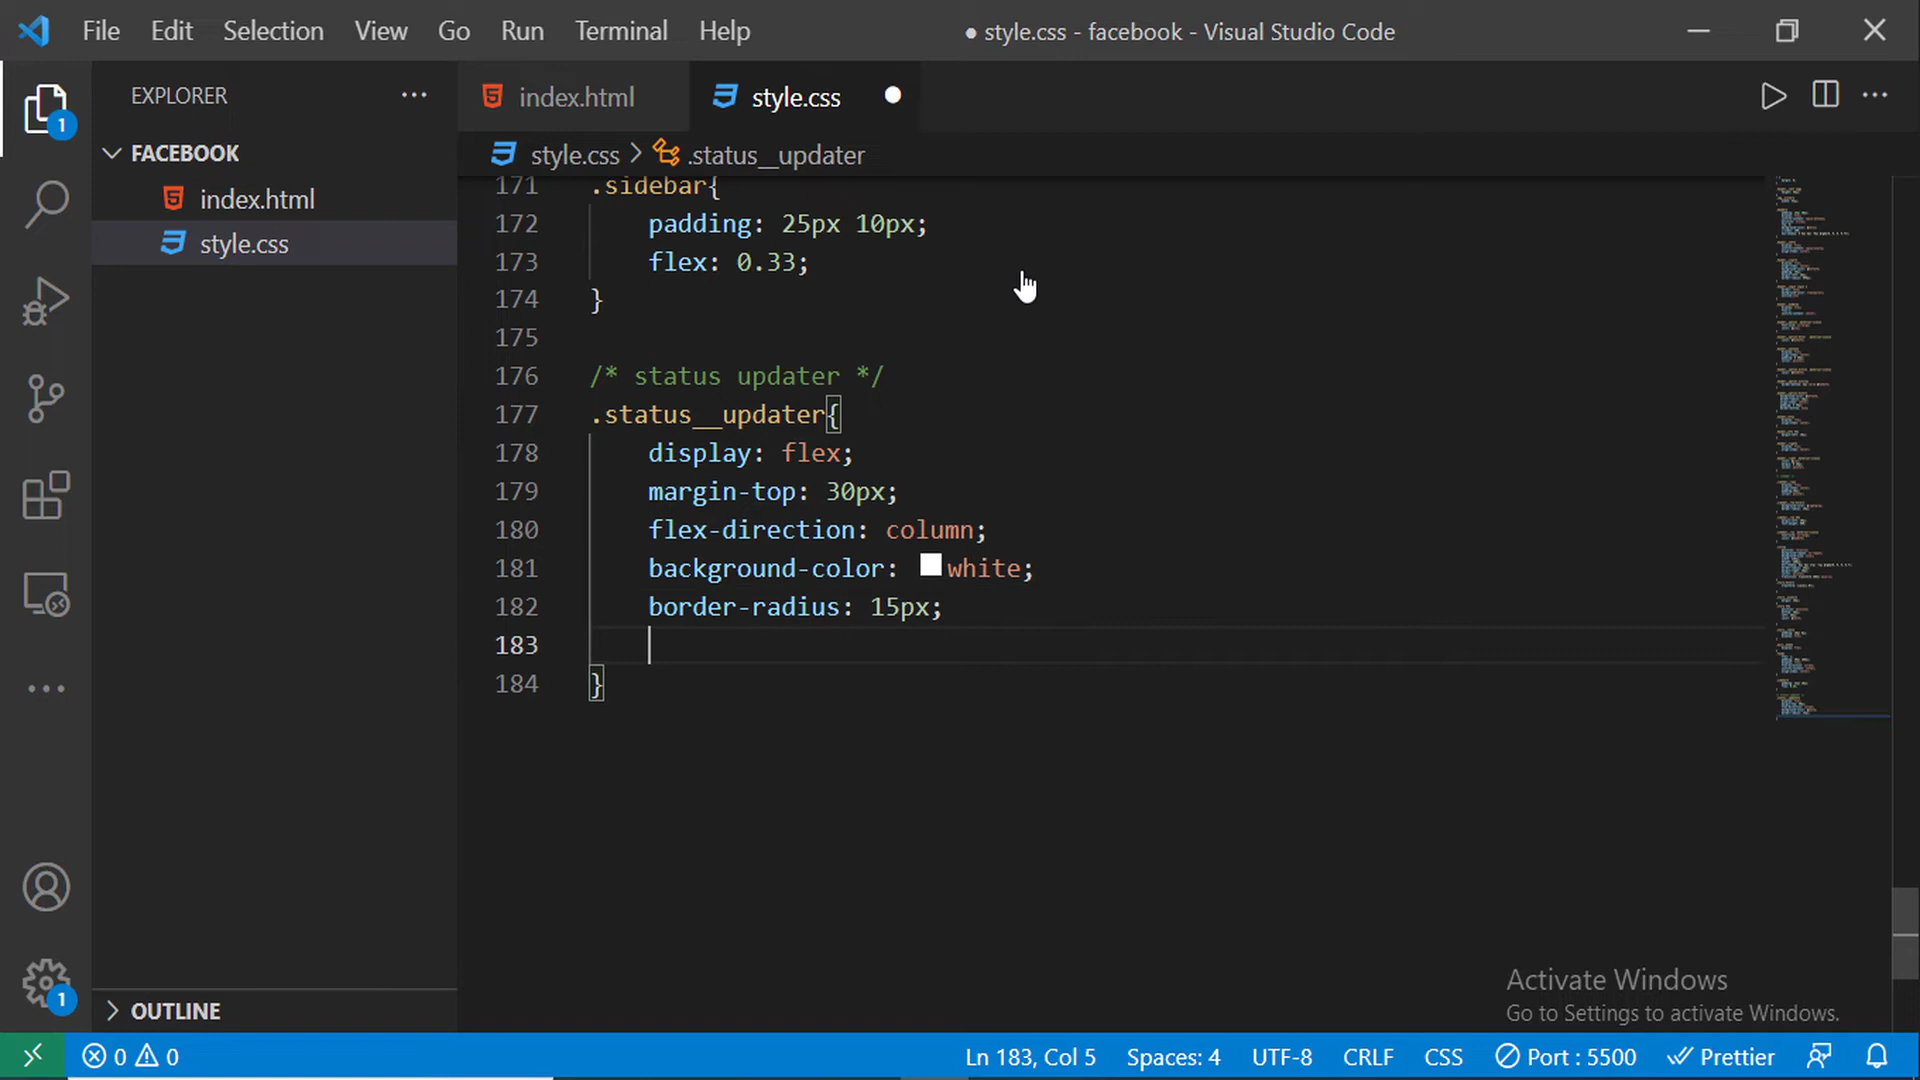 File Edit Selection View Go Run Terminal Help
● style.css - facebook - Visual Studio Code
EXPLORER
FACEBOOK
index.html
style.css
OUTLINE
1
1
index.html
style.css
style.css > .status__updater
171 .sidebar{
172 padding: 25px 10px;
173 flex: 0.33;
174 }
175
176 /* status updater */
177 .status__updater{
178 display: flex;
179 margin-top: 30px;
180 flex-direction: column;
181 background-color: white;
182 border-radius: 15px;
183
184 }
Activate Windows
Go to Settings to activate Windows.
0 0
Ln 183, Col 5 Spaces: 4 UTF-8 CRLF CSS Port : 5500 Prettier